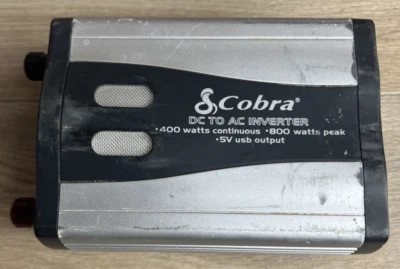 Cobra®
DC TO AC INVERTER
•400 watts continuous •800 watts peak
•5V usb output